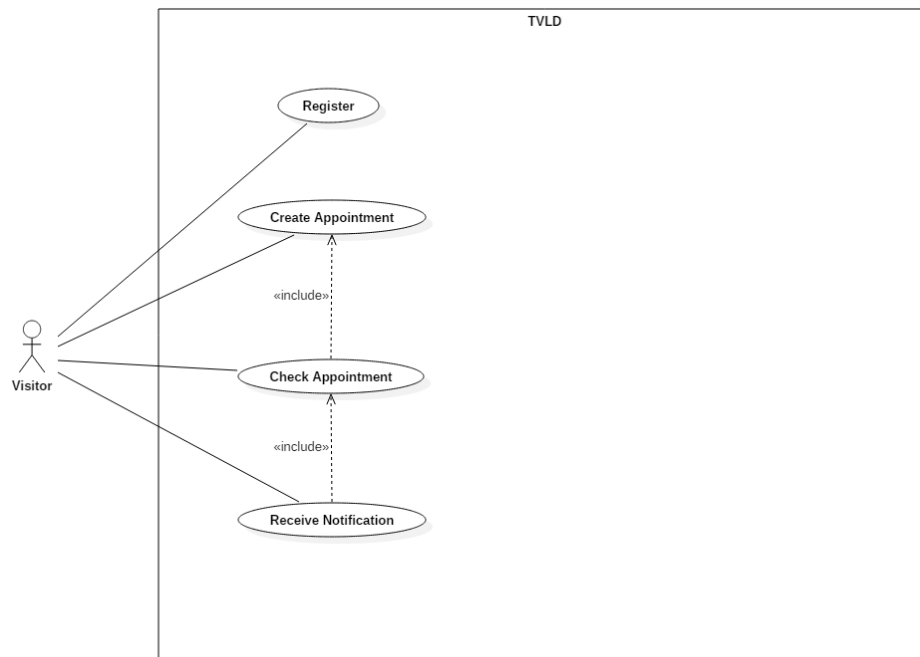 TVLD
Register
Create Appointment
«include»
Check Appointment
Visitor
«include»
Receive Notification